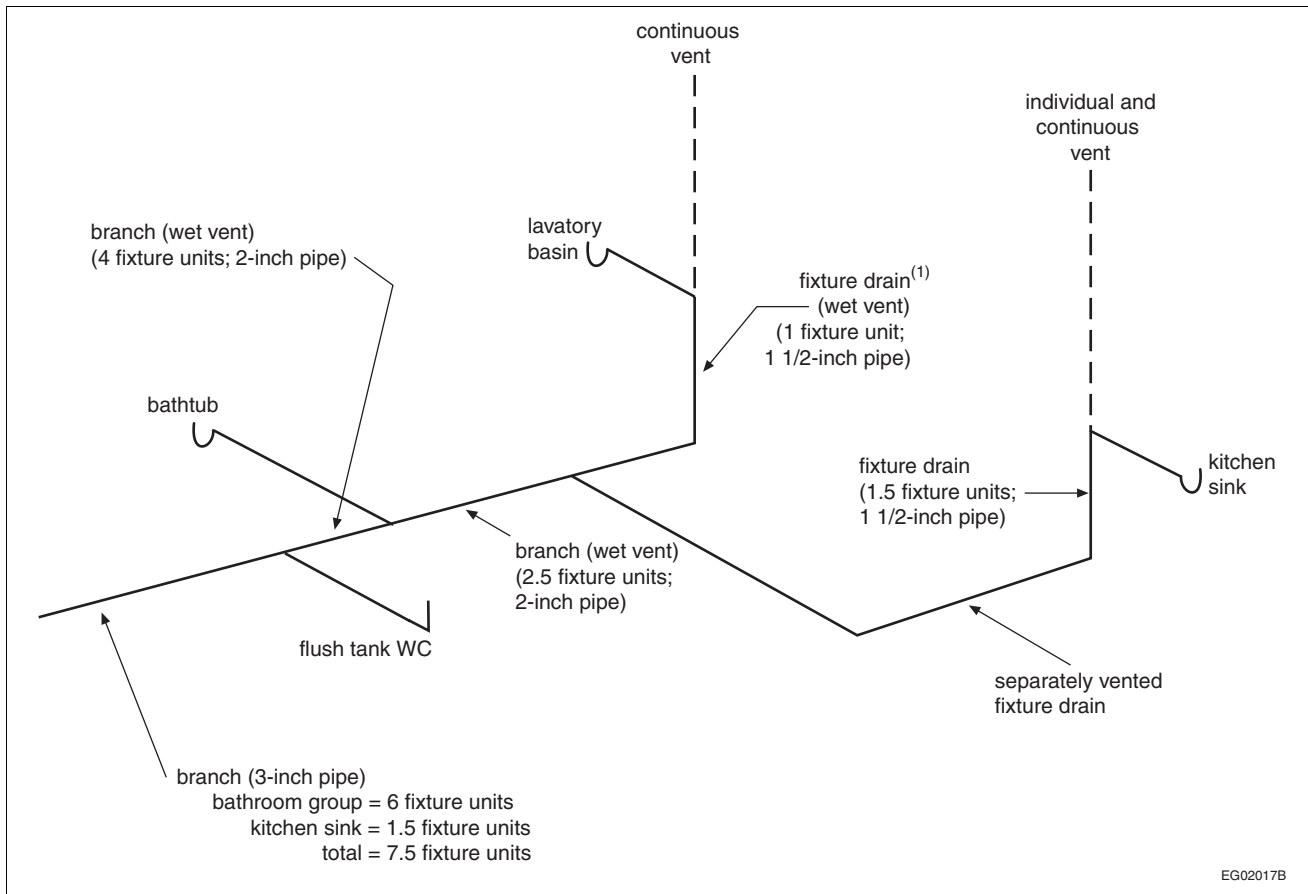 continuous
vent
individual and
continuous
vent
branch (wet vent)
(4 fixture units; 2-inch pipe)
lavatory
basin
fixture drain(1)
(wet vent)
(1 fixture unit;
1 1/2-inch pipe)
bathtub
fixture drain
(1.5 fixture units;
1 1/2-inch pipe)
kitchen
sink
branch (wet vent)
(2.5 fixture units;
2-inch pipe)
flush tank WC
separately vented
fixture drain
branch (3-inch pipe)
bathroom group = 6 fixture units
kitchen sink = 1.5 fixture units
total = 7.5 fixture units
EG02017B